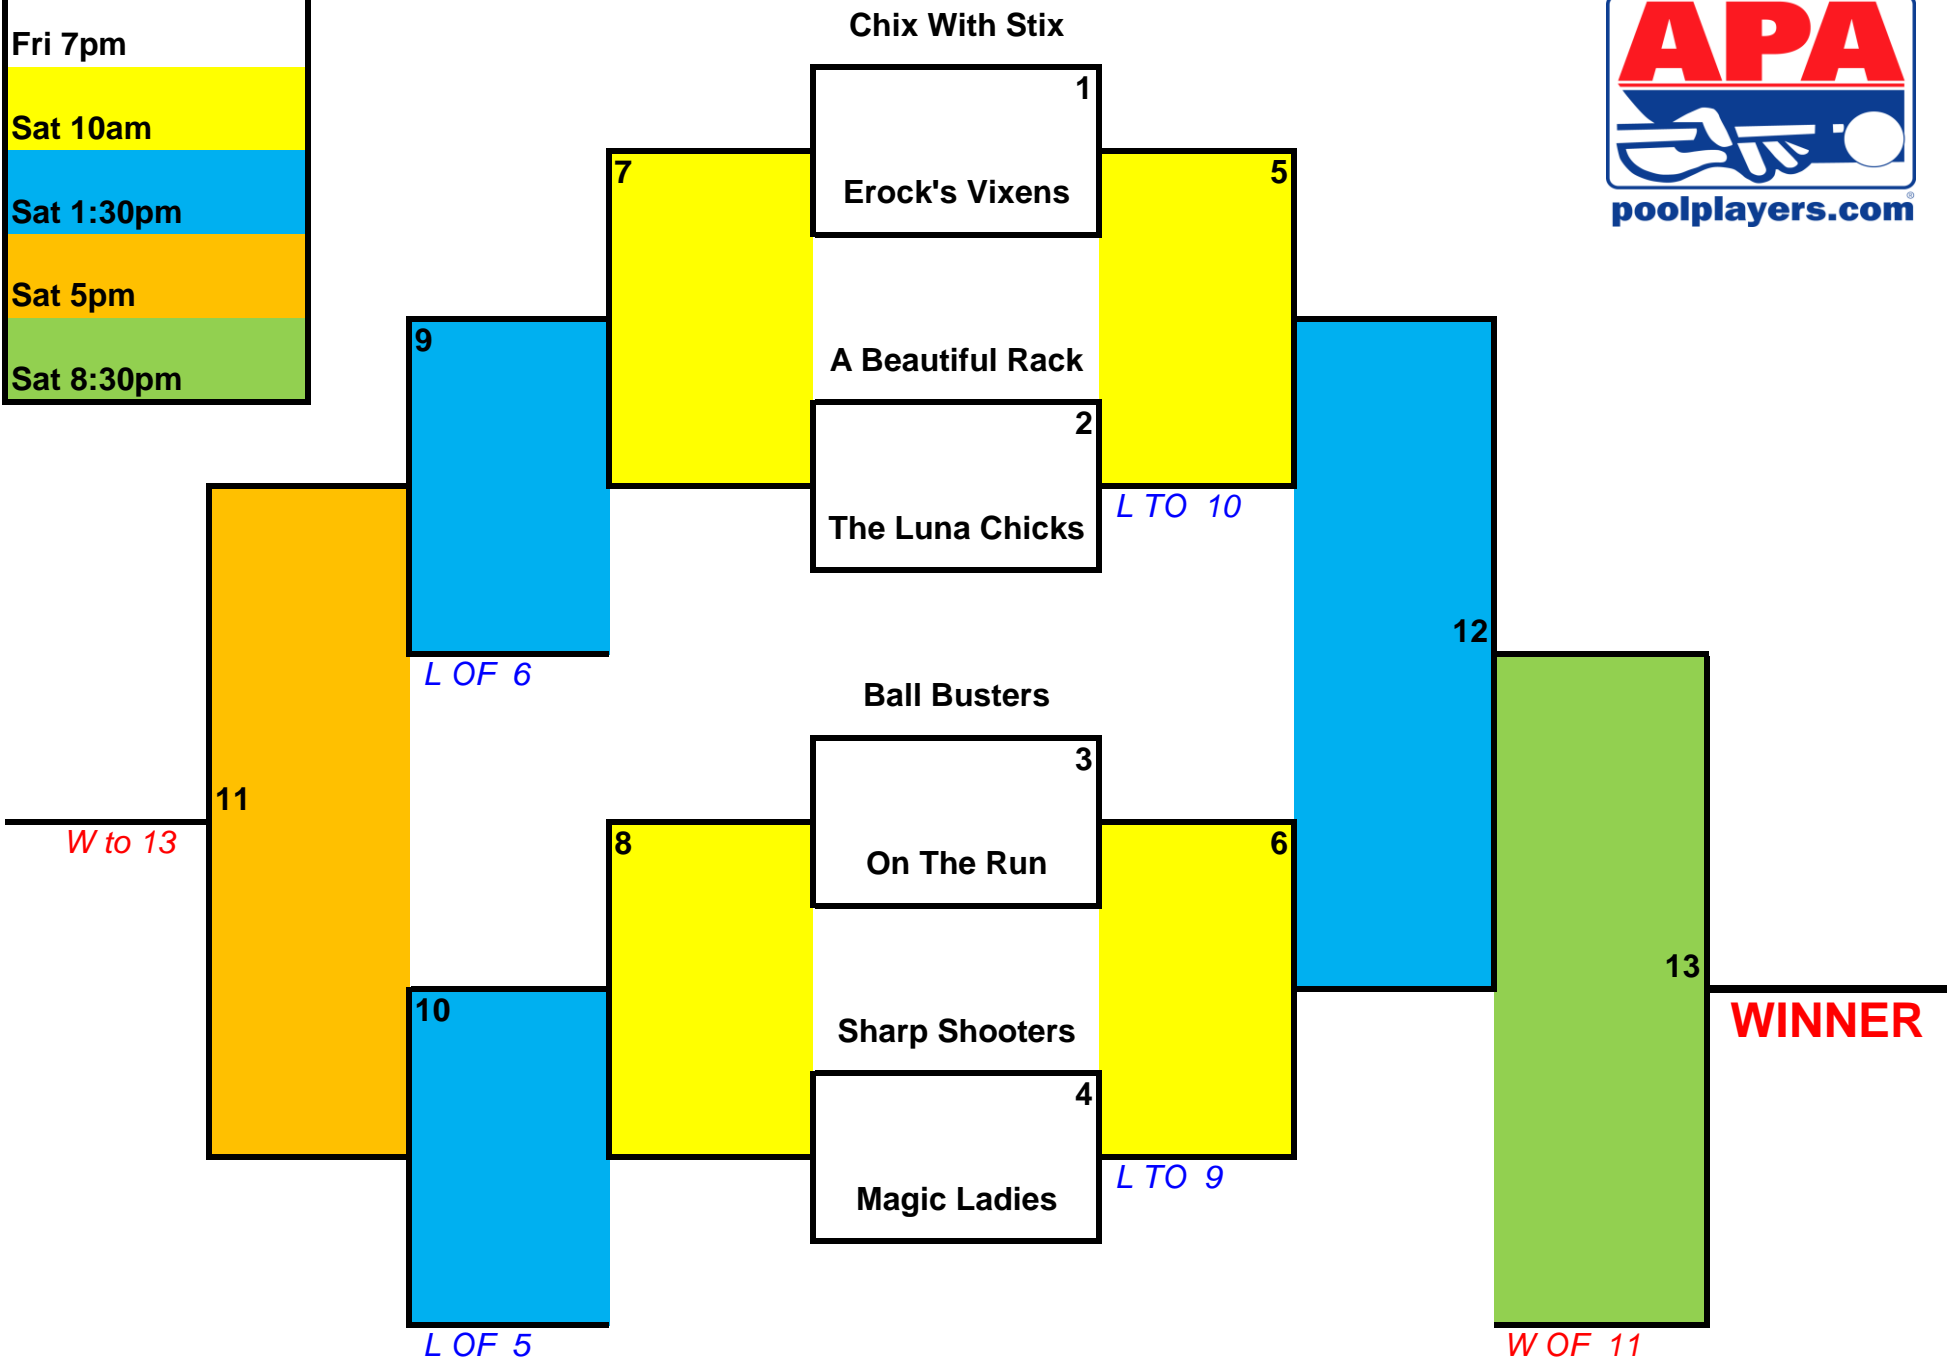 Fri 7pm
Sat 10am
Sat 1:30pm
Sat 5pm
Sat 8:30pm
APA
poolplayers.com®
Chix With Stix
1
Erock's Vixens
7
5
A Beautiful Rack
9
2
The Luna Chicks
L TO 10
12
L OF 6
Ball Busters
3
11
W to 13
8
On The Run
6
13
10
Sharp Shooters
WINNER
4
Magic Ladies
L TO 9
L OF 5
W OF 11